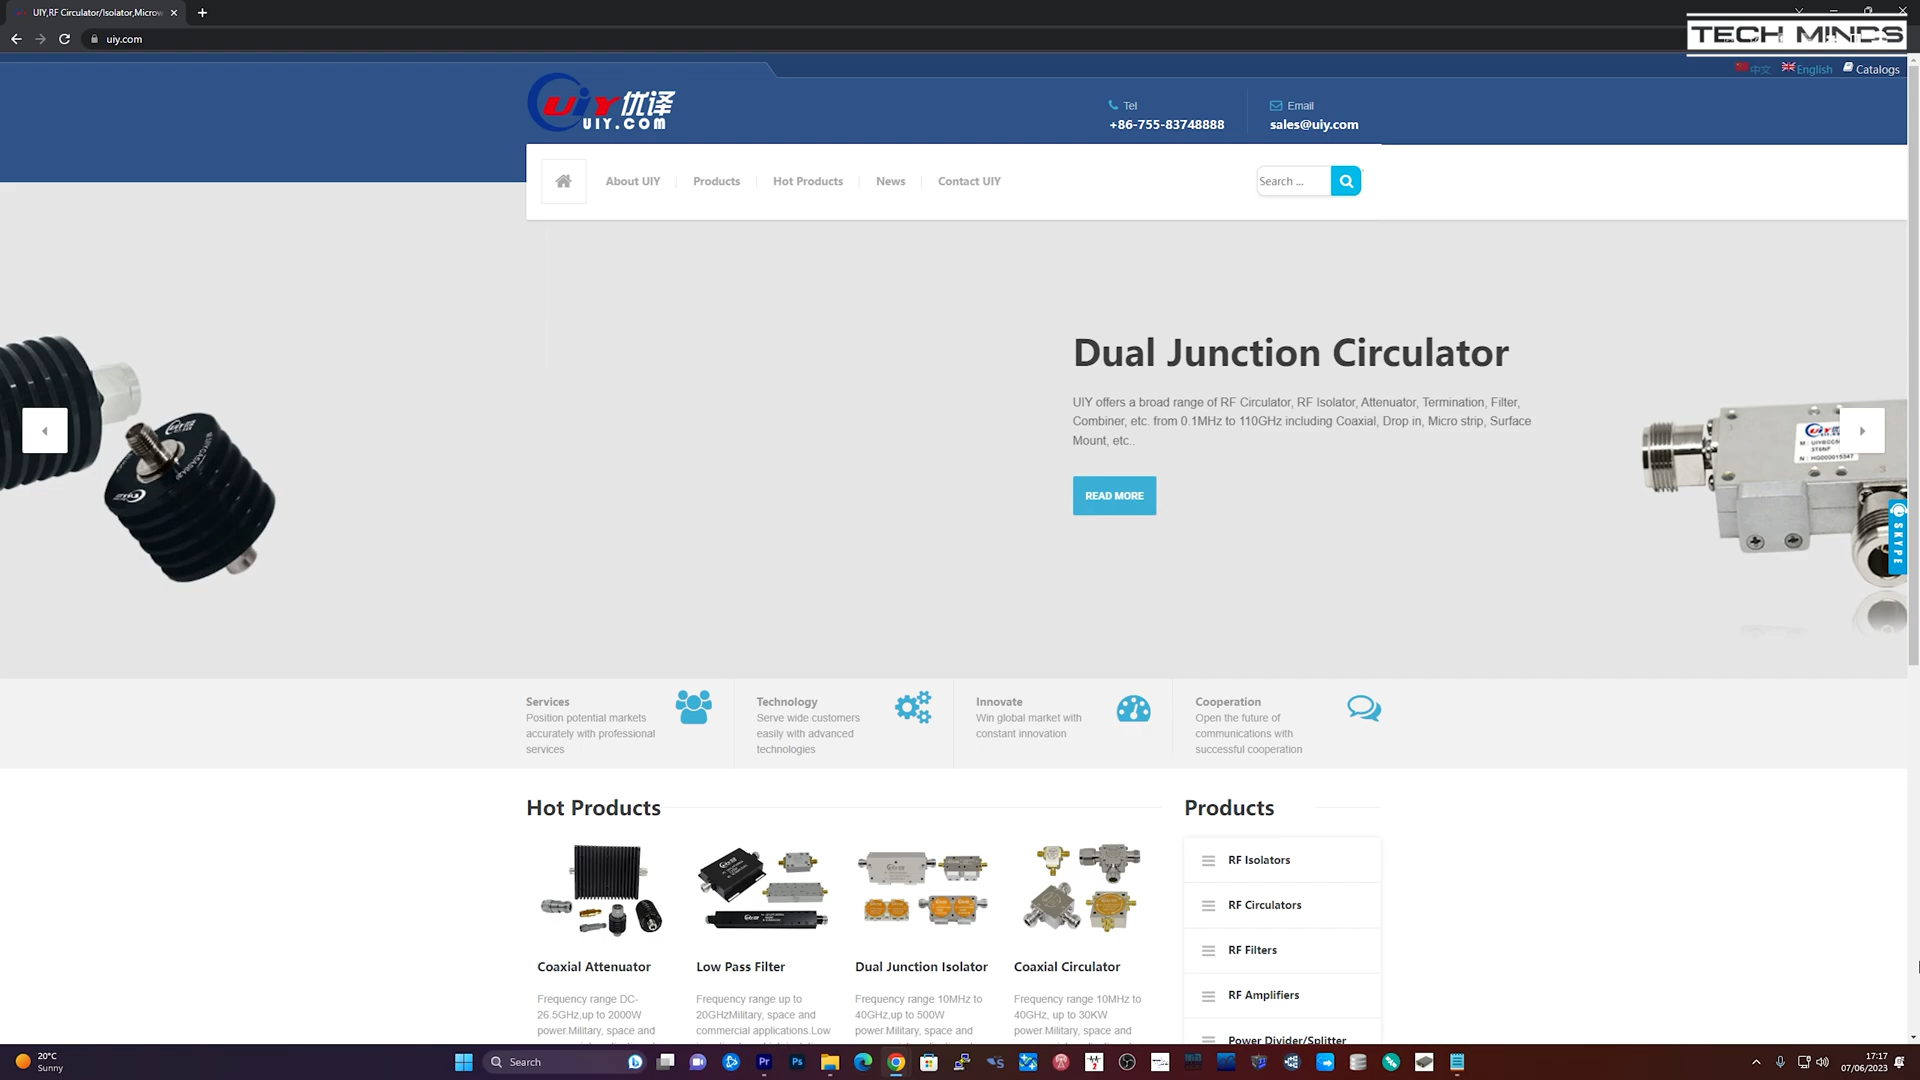 UIY,RF Circulator/Isolator,Microw
uiy.com
TECH MINDS
中文 English Catalogs
UIY 优译
UIY.COM
Tel
+86-755-83748888
Email
sales@uiy.com
About UIY Products Hot Products News Contact UIY
Search ...
Dual Junction Circulator
UIY offers a broad range of RF Circulator, RF Isolator, Attenuator, Termination, Filter,
Combiner, etc. from 0.1MHz to 110GHz including Coaxial, Drop in, Micro strip, Surface
Mount, etc..
READ MORE
SKYPE
Services
Position potential markets
accurately with professional
services
Technology
Serve wide customers
easily with advanced
technologies
Innovate
Win global market with
constant innovation
Cooperation
Open the future of
communications with
successful cooperation
Hot Products
Coaxial Attenuator
Frequency range DC-
26.5GHz,up to 2000W
power.Military, space and
Low Pass Filter
Frequency range up to
20GHzMilitary, space and
commercial applications.Low
Dual Junction Isolator
Frequency range 10MHz to
40GHz,up to 500W
power.Military, space and
Coaxial Circulator
Frequency range 10MHz to
40GHz, up to 30KW
power.Military, space and
Products
RF Isolators
RF Circulators
RF Filters
RF Amplifiers
Power Divider/Splitter
20°C
Sunny
Search
17:17
07/06/2023